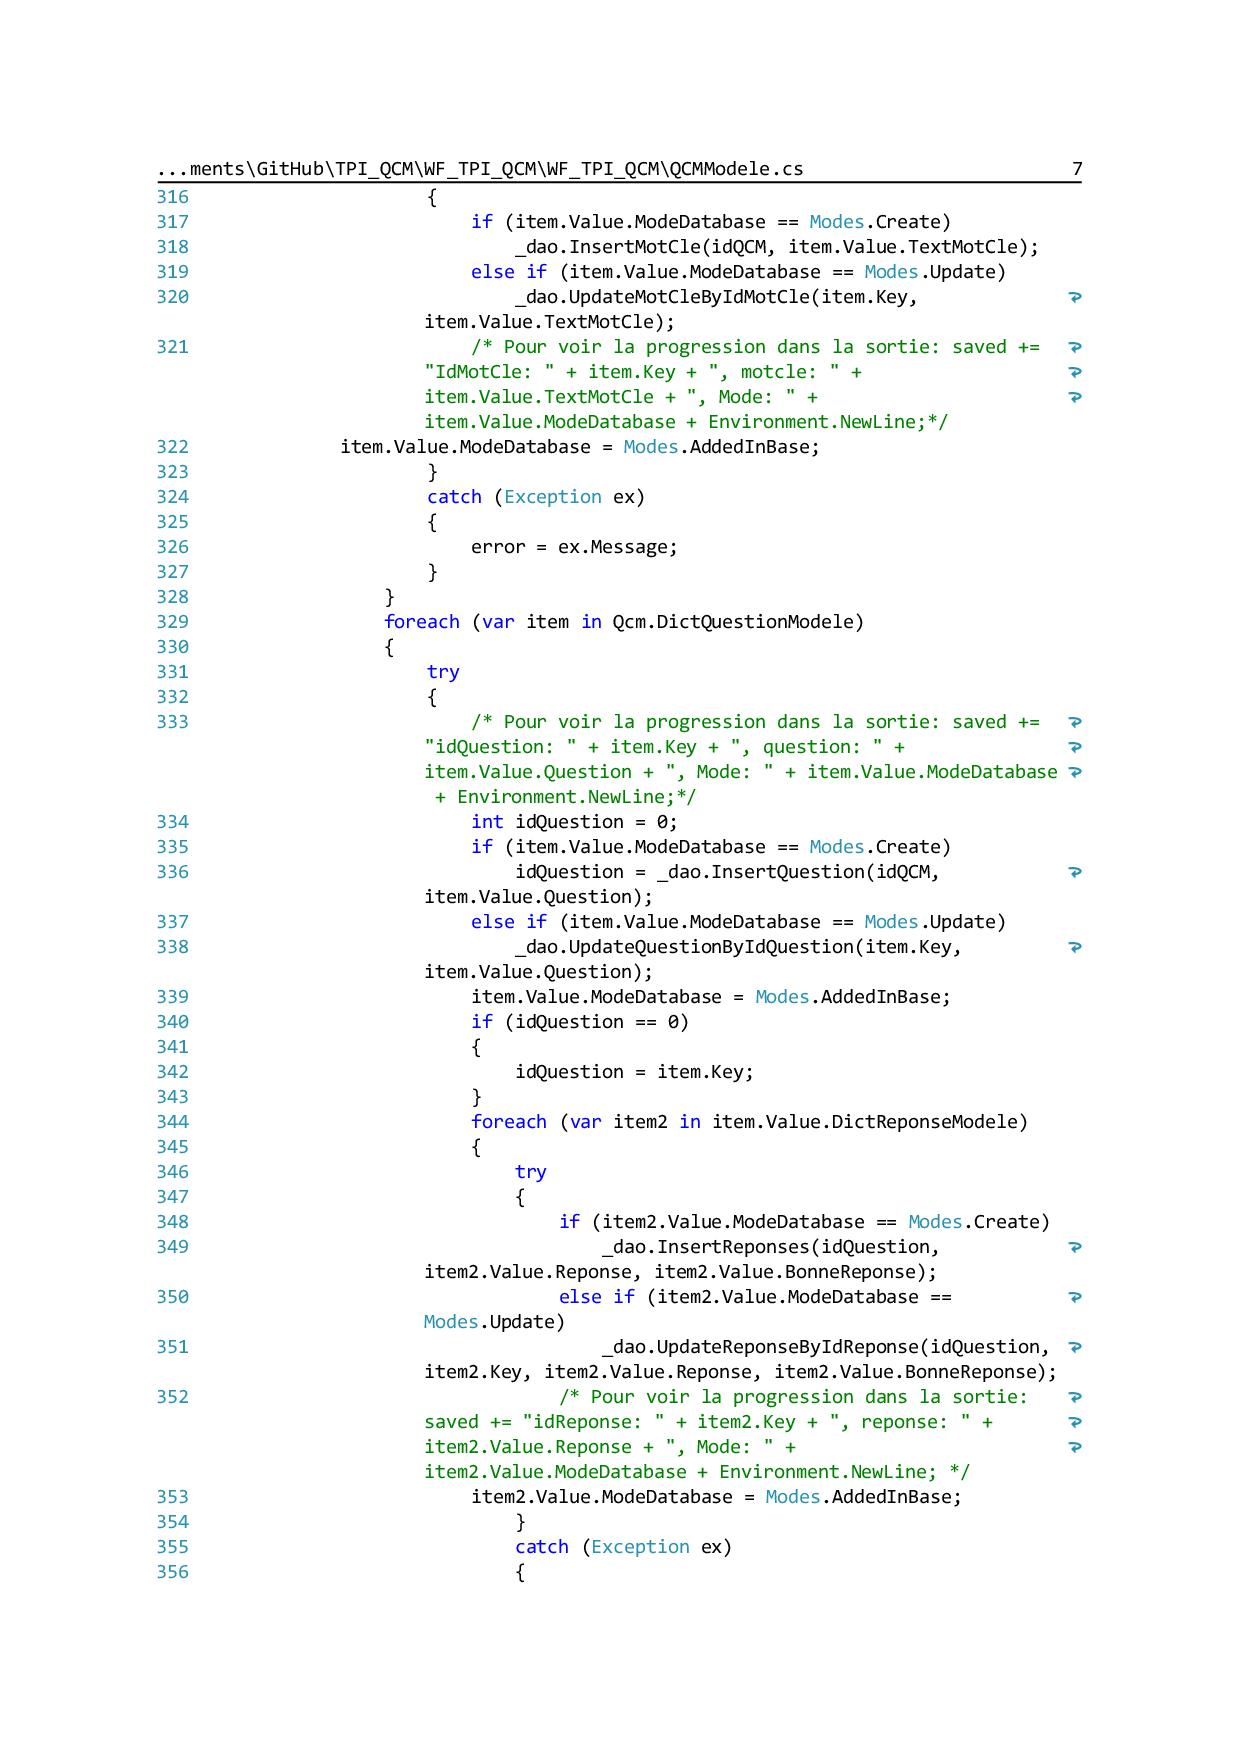 ...ments\GitHub\TPI_QCM\WF_TPI_QCM\WF_TPI_QCM\QCMModele.cs 7
316 {
317 if (item.Value.ModeDatabase == Modes.Create)
318 _dao.InsertMotCle(idQCM, item.Value.TextMotCle);
319 else if (item.Value.ModeDatabase == Modes.Update)
320 _dao.UpdateMotCleByIdMotCle(item.Key,
item.Value.TextMotCle);
321 /* Pour voir la progression dans la sortie: saved +=
"IdMotCle: " + item.Key + ", motcle: " +
item.Value.TextMotCle + ", Mode: " +
item.Value.ModeDatabase + Environment.NewLine;*/
322 item.Value.ModeDatabase = Modes.AddedInBase;
323 }
324 catch (Exception ex)
325 {
326 error = ex.Message;
327 }
328 }
329 foreach (var item in Qcm.DictQuestionModele)
330 {
331 try
332 {
333 /* Pour voir la progression dans la sortie: saved +=
"idQuestion: " + item.Key + ", question: " +
item.Value.Question + ", Mode: " + item.Value.ModeDatabase
+ Environment.NewLine;*/
334 int idQuestion = 0;
335 if (item.Value.ModeDatabase == Modes.Create)
336 idQuestion = _dao.InsertQuestion(idQCM,
item.Value.Question);
337 else if (item.Value.ModeDatabase == Modes.Update)
338 _dao.UpdateQuestionByIdQuestion(item.Key,
item.Value.Question);
339 item.Value.ModeDatabase = Modes.AddedInBase;
340 if (idQuestion == 0)
341 {
342 idQuestion = item.Key;
343 }
344 foreach (var item2 in item.Value.DictReponseModele)
345 {
346 try
347 {
348 if (item2.Value.ModeDatabase == Modes.Create)
349 _dao.InsertReponses(idQuestion,
item2.Value.Reponse, item2.Value.BonneReponse);
350 else if (item2.Value.ModeDatabase ==
Modes.Update)
351 _dao.UpdateReponseByIdReponse(idQuestion,
item2.Key, item2.Value.Reponse, item2.Value.BonneReponse);
352 /* Pour voir la progression dans la sortie:
saved += "idReponse: " + item2.Key + ", reponse: " +
item2.Value.Reponse + ", Mode: " +
item2.Value.ModeDatabase + Environment.NewLine; */
353 item2.Value.ModeDatabase = Modes.AddedInBase;
354 }
355 catch (Exception ex)
356 {